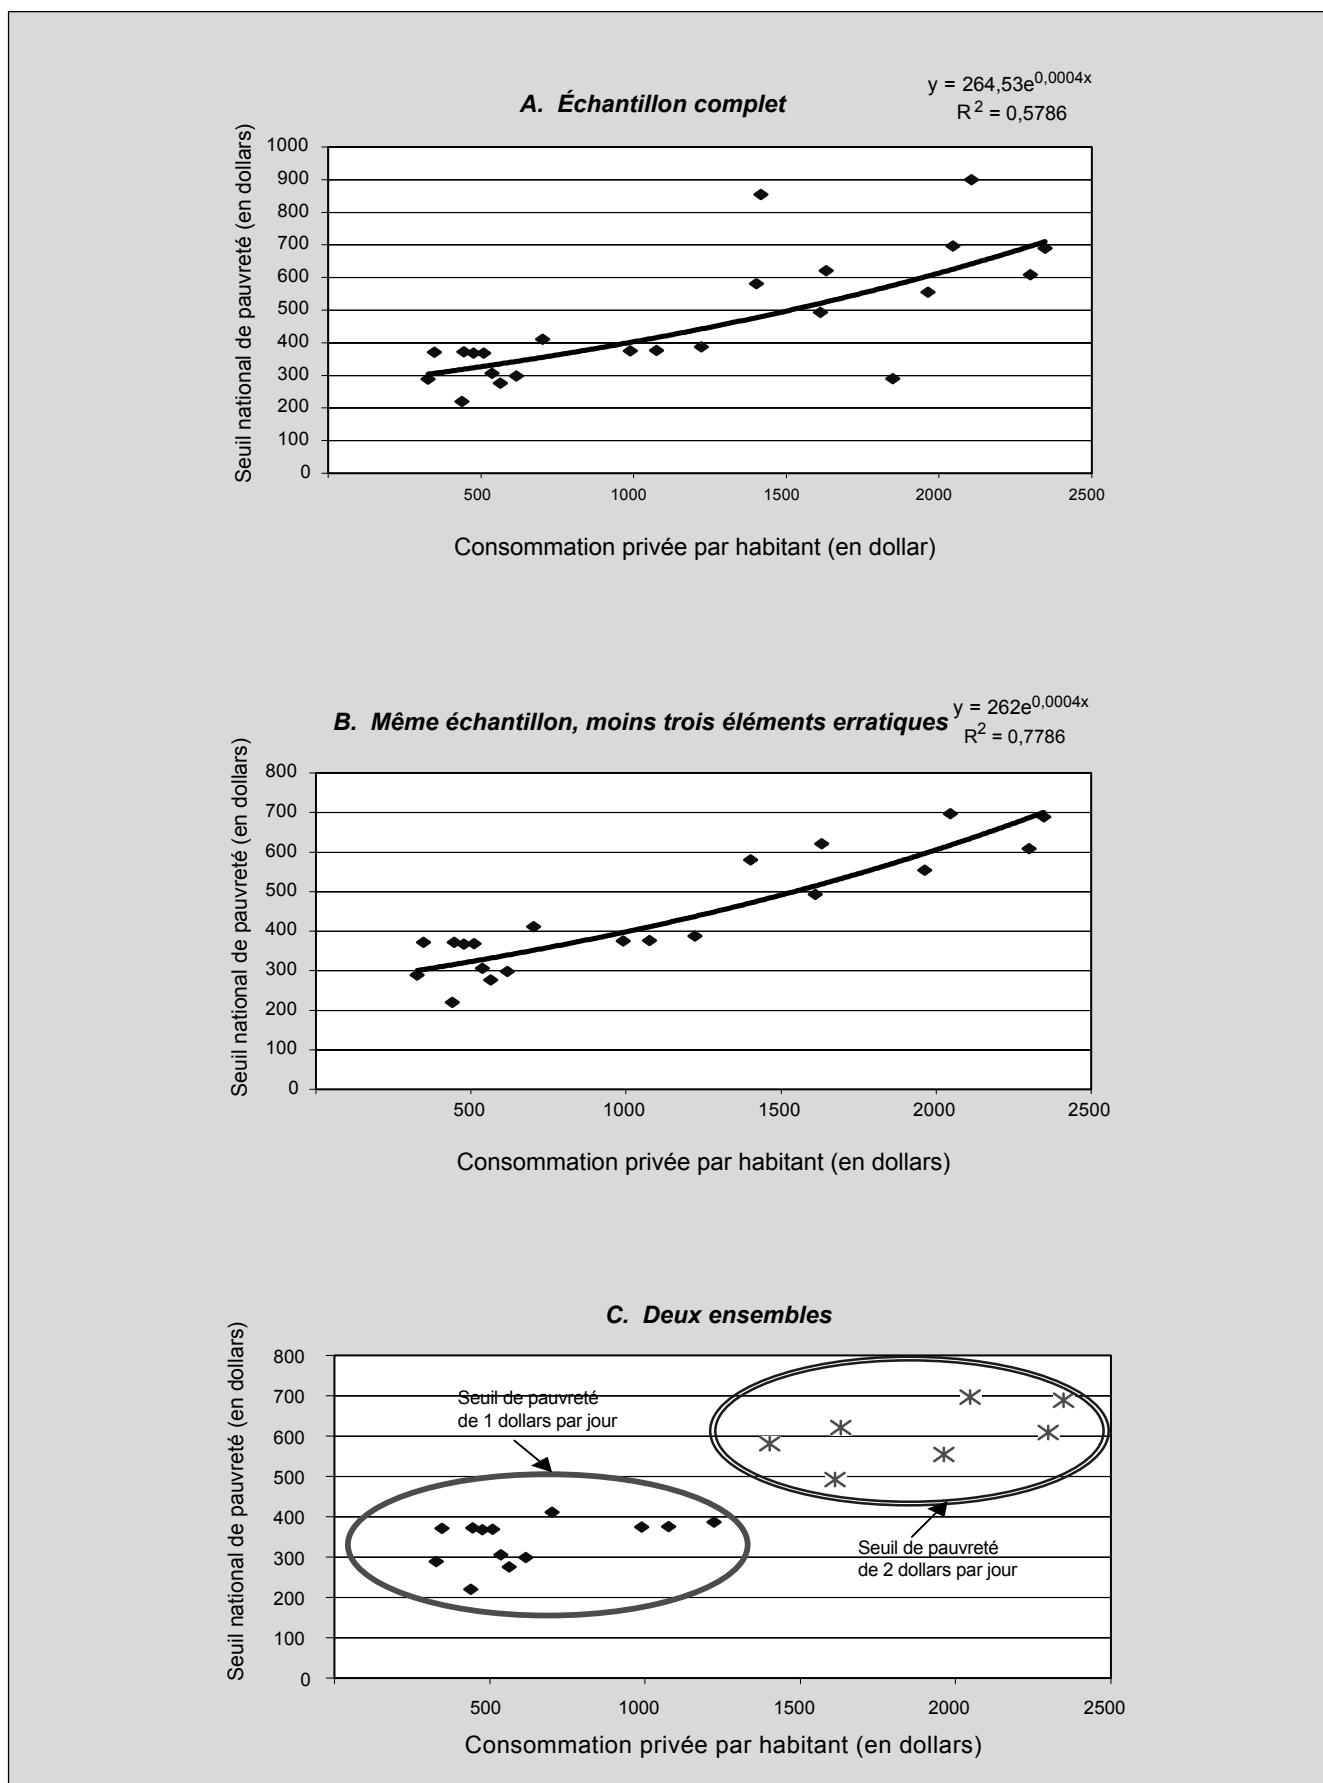 A. Échantillon complet
y = 264,53e^0,0004x
R² = 0,5786
Seuil national de pauvreté (en dollars)
1000
900
800
700
600
500
400
300
200
100
0
500 1000 1500 2000 2500
Consommation privée par habitant (en dollar)
B. Même échantillon, moins trois éléments erratiques
y = 262e^0,0004x
R² = 0,7786
Seuil national de pauvreté (en dollars)
800
700
600
500
400
300
200
100
0
500 1000 1500 2000 2500
Consommation privée par habitant (en dollars)
C. Deux ensembles
Seuil national de pauvreté (en dollars)
800
700
600
500
400
300
200
100
0
Seuil de pauvreté
de 1 dollars par jour
Seuil de pauvreté
de 2 dollars par jour
500 1000 1500 2000 2500
Consommation privée par habitant (en dollars)